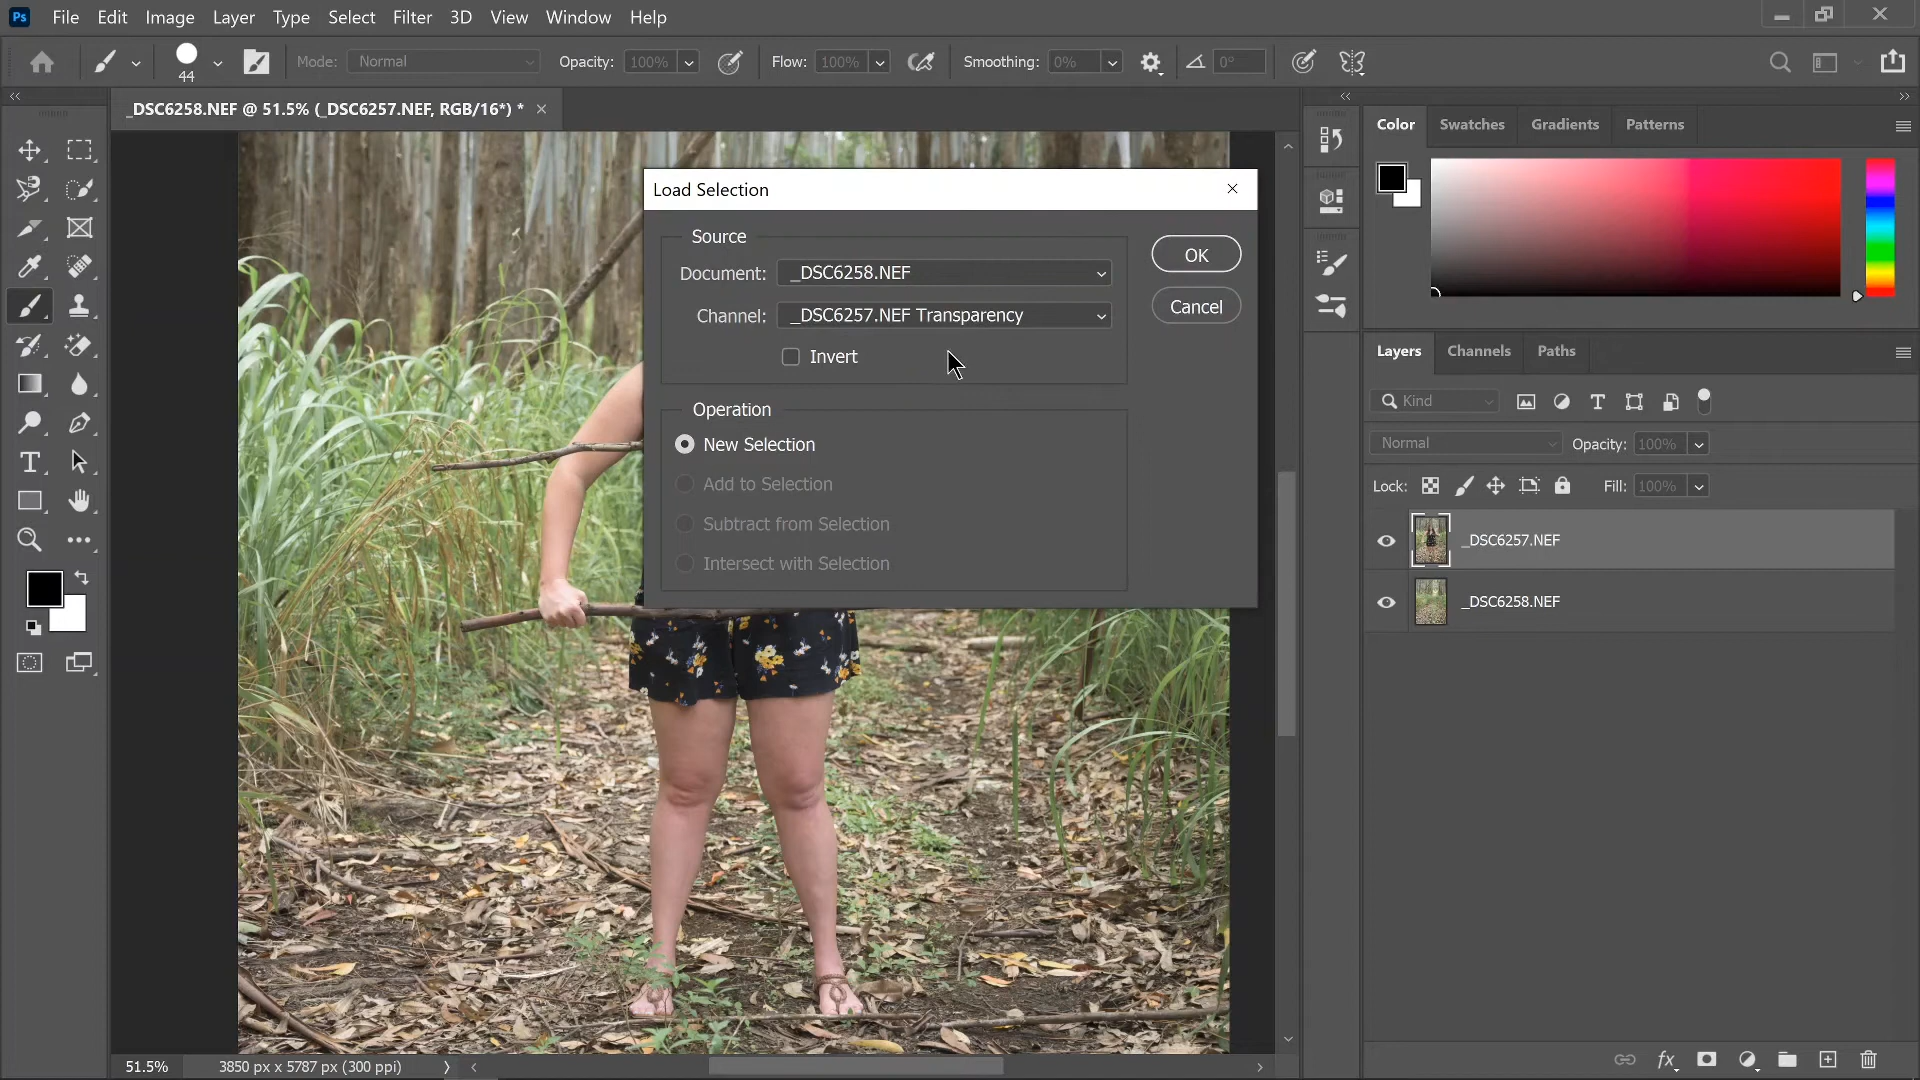 Ps File Edit Image Layer Type Select Filter 3D View Window Help
44 Mode: Normal Opacity: 100% Flow: 100% Smoothing: 0% 0°
_DSC6258.NEF @ 51.5% (_DSC6257.NEF, RGB/16*) *
Color Swatches Gradients Patterns
Load Selection
Source
Document: _DSC6258.NEF
OK
Channel: _DSC6257.NEF Transparency
Cancel
Invert
Operation
New Selection
Add to Selection
Subtract from Selection
Intersect with Selection
Layers Channels Paths
Kind
Normal Opacity: 100%
Lock: Fill: 100%
_DSC6257.NEF
_DSC6258.NEF
51.5% 3850 px x 5787 px (300 ppi)
fx